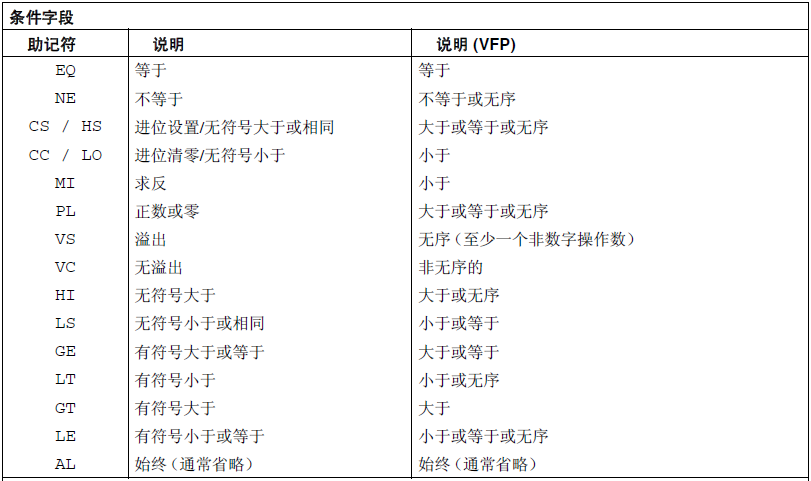 条件字段
助记符 说明 说明 (VFP)
EQ 等于 等于
NE 不等于 不等于或无序
CS / HS 进位设置/无符号大于或相同 大于或等于或无序
CC / LO 进位清零/无符号小于 小于
MI 求反 小于
PL 正数或零 大于或等于或无序
VS 溢出 无序（至少一个非数字操作数）
VC 无溢出 非无序的
HI 无符号大于 大于或无序
LS 无符号小于或相同 小于或等于
GE 有符号大于或等于 大于或等于
LT 有符号小于 小于或无序
GT 有符号大于 大于
LE 有符号小于或等于 小于或等于或无序
AL 始终（通常省略） 始终（通常省略）